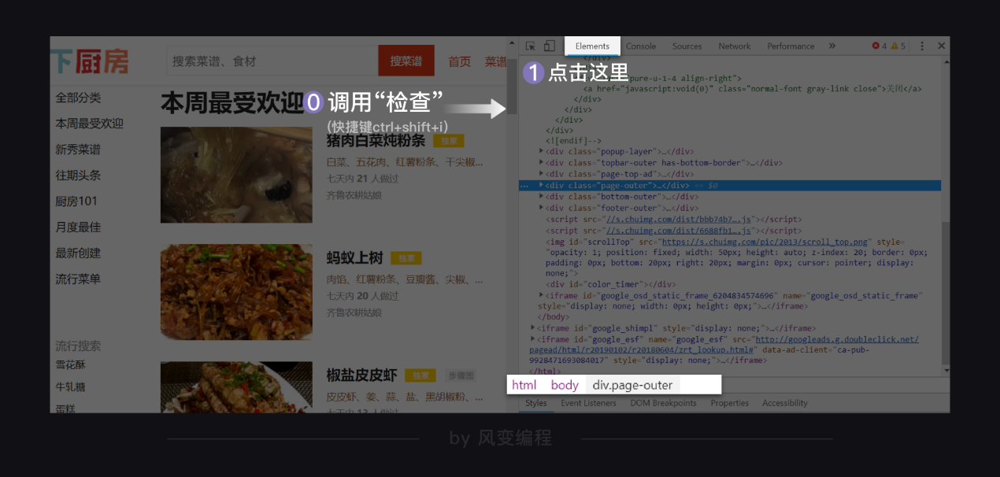 下厨房
搜索菜谱、食材
搜菜谱
首页
菜谱
全部分类
本周最受欢迎
新秀菜谱
往期头条
厨房101
月度最佳
最新创建
流行菜单
流行搜索
雪花酥
牛轧糖
蛋糕
本周最受欢迎
0 调用“检查”
(快捷键ctrl+shift+i)
猪肉白菜炖粉条 独家
白菜、五花肉、红薯粉条、干尖椒...
七天内 21 人做过
齐鲁农耕姑娘
蚂蚁上树 独家
肉馅、红薯粉条、豆瓣酱、尖椒、...
七天内 20 人做过
齐鲁农耕姑娘
椒盐皮皮虾 独家 步骤图
皮皮虾、姜、蒜、盐、黑胡椒粉、...
七天内 13 人做过
Elements Console Sources Network Performance » 4 5
1 点击这里
</div>
"pure-u-1-4 align-right">
<a href="javascript:void(0)" class="normal-font gray-link close">关闭</a>
</div>
</div>
</div>
</div>
<![endif]-->
<div class="popup-layer">…</div>
<div class="topbar-outer has-bottom-border">…</div>
<div class="page-top-ad">…</div>
<div class="page-outer">…</div> == $0
<div class="bottom-outer">…</div>
<div class="footer-outer">…</div>
<script src="//s.chuimg.com/dist/bbb74b7….js"></script>
<script src="//s.chuimg.com/dist/6688fb1….js"></script>
<img id="scrollTop" src="https://s.chuimg.com/pic/2013/scroll_top.png" style=
"opacity: 1; position: fixed; width: 50px; height: auto; z-index: 20; border: 0px;
padding: 0px; bottom: 20px; right: 20px; margin: 0px; cursor: pointer; display:
none;">
<div id="color_timer"></div>
<iframe id="google_osd_static_frame_6204834574696" name="google_osd_static_frame"
style="display: none; width: 0px; height: 0px;">…</iframe>
</body>
<iframe id="google_shimpl" style="display: none;">…</iframe>
<iframe id="google_esf" name="google_esf" src="http://googleads.g.doubleclick.net/
pagead/html/r20190102/r20180604/zrt_lookup.html#" data-ad-client="ca-pub-
9928471693084017" style="display: none;">…</iframe>
</html>
html body div.page-outer
Styles Event Listeners DOM Breakpoints Properties Accessibility
by 风变编程